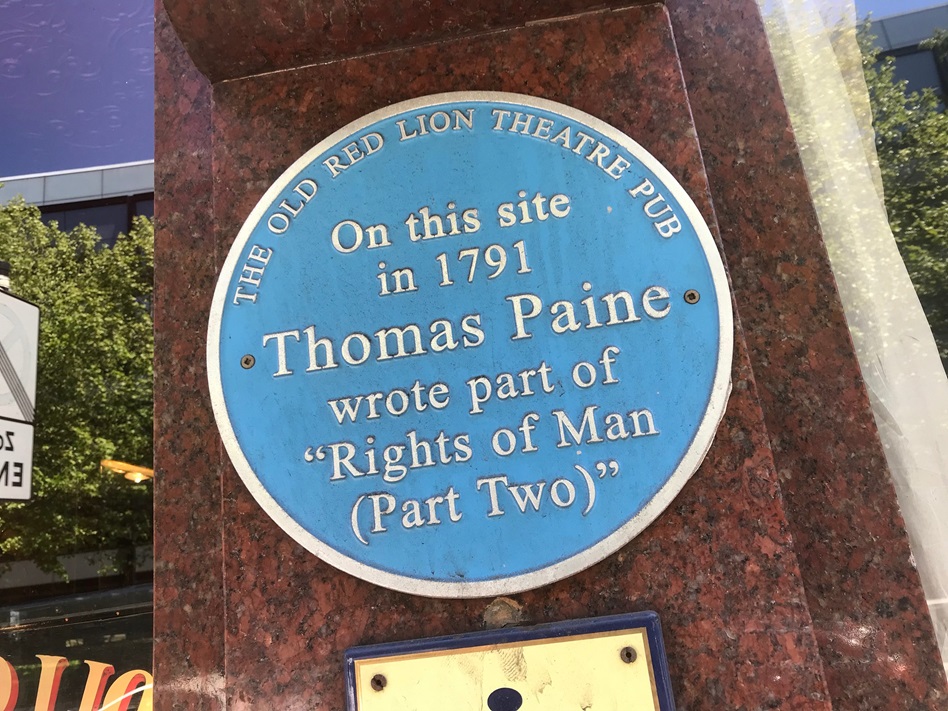 THE OLD RED LION THEATRE PUB
On this site
in 1791
Thomas Paine
wrote part of
“Rights of Man
(Part Two)”